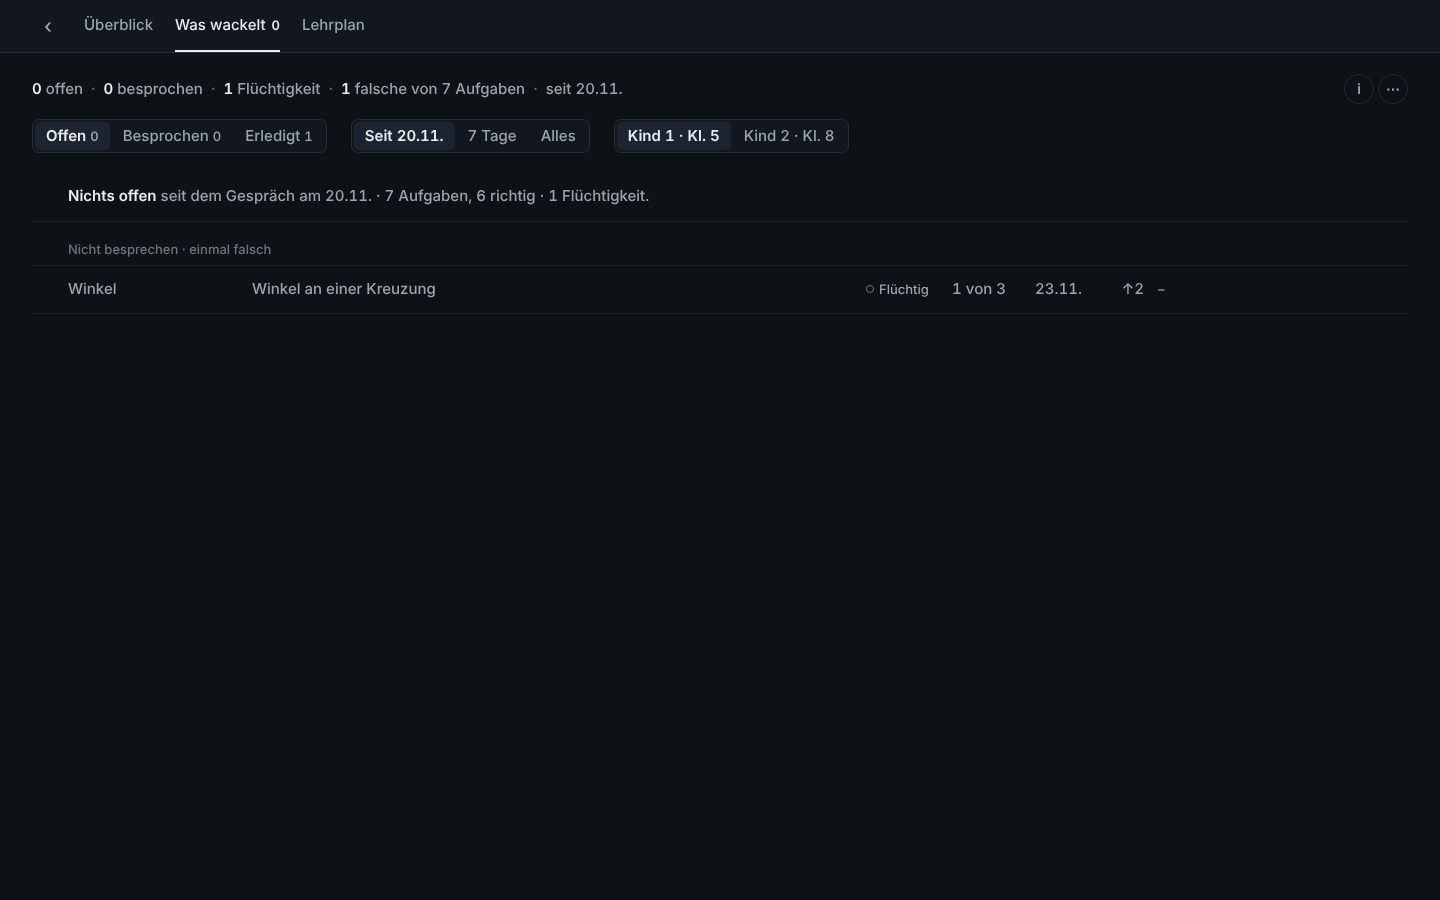 ‹ Überblick Was wackelt 0 Lehrplan
0 offen · 0 besprochen · 1 Flüchtigkeit · 1 falsche von 7 Aufgaben · seit 20.11. i ···
Offen 0 Besprochen 0 Erledigt 1 Seit 20.11. 7 Tage Alles Kind 1 · Kl. 5 Kind 2 · Kl. 8
Nichts offen seit dem Gespräch am 20.11. · 7 Aufgaben, 6 richtig · 1 Flüchtigkeit.
Nicht besprechen · einmal falsch
Winkel Winkel an einer Kreuzung ○ Flüchtig 1 von 3 23.11. ↑2 –